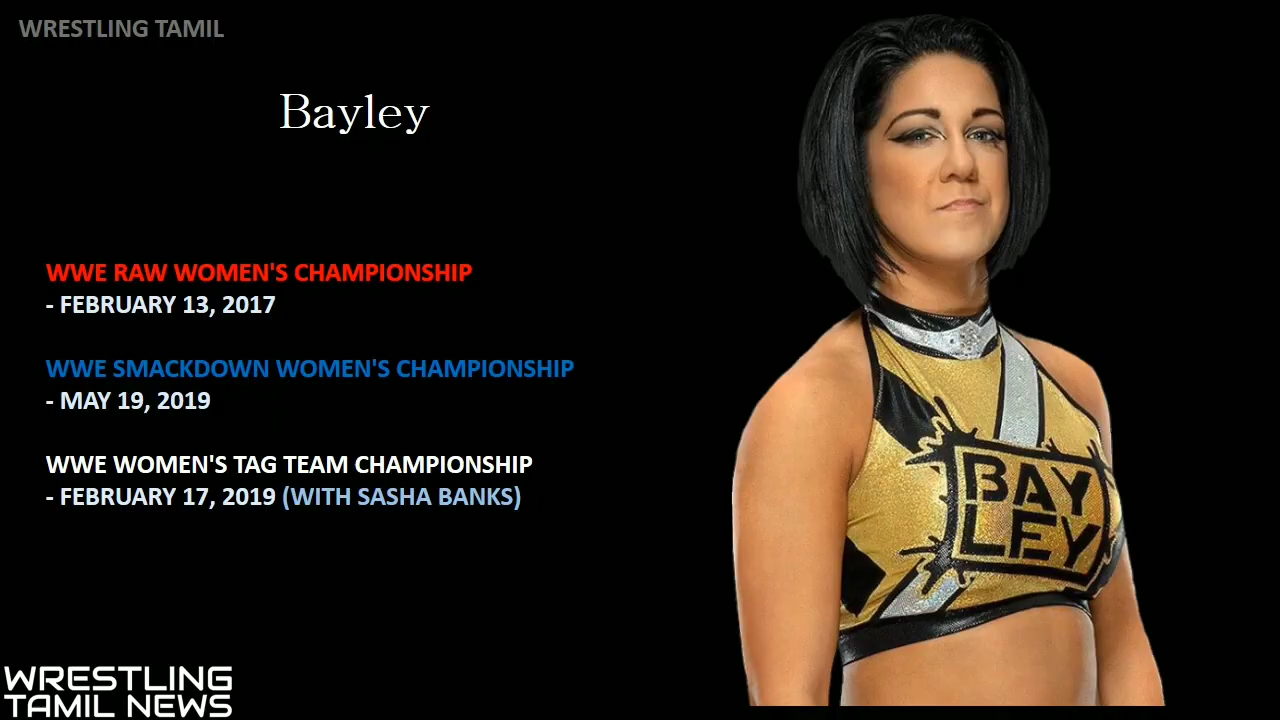 WRESTLING TAMIL
Bayley
WWE RAW WOMEN'S CHAMPIONSHIP
- FEBRUARY 13, 2017
WWE SMACKDOWN WOMEN'S CHAMPIONSHIP
- MAY 19, 2019
WWE WOMEN'S TAG TEAM CHAMPIONSHIP
- FEBRUARY 17, 2019 (WITH SASHA BANKS)
BAY
LEY
WRESTLING
TAMIL NEWS